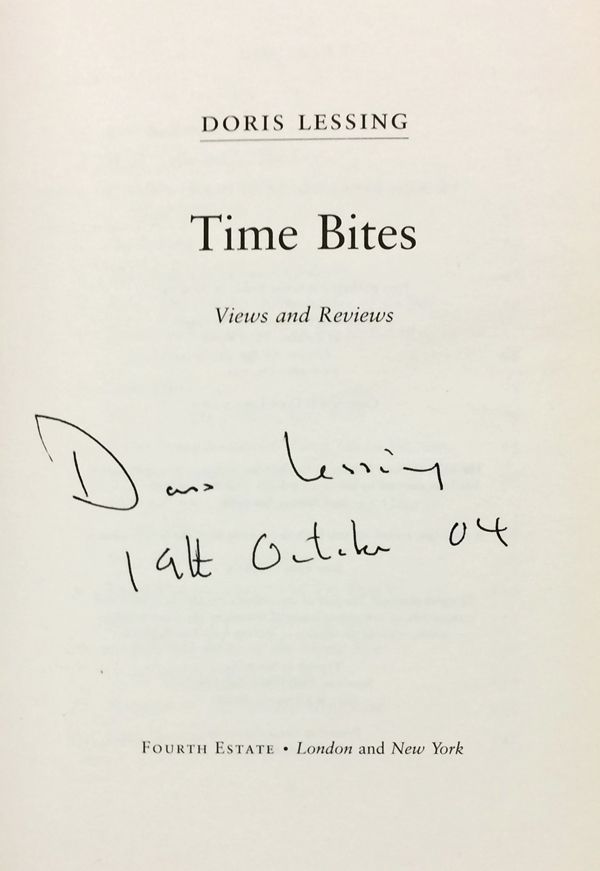 DORIS LESSING
Time Bites
Views and Reviews
Doris Lessing
19th October 04
FOURTH ESTATE • London and New York